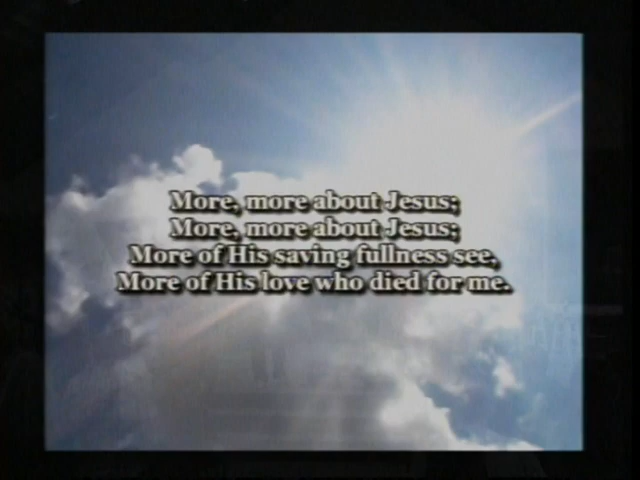 More, more about Jesus;
More, more about Jesus;
More of His saving fullness see,
More of His love who died for me.